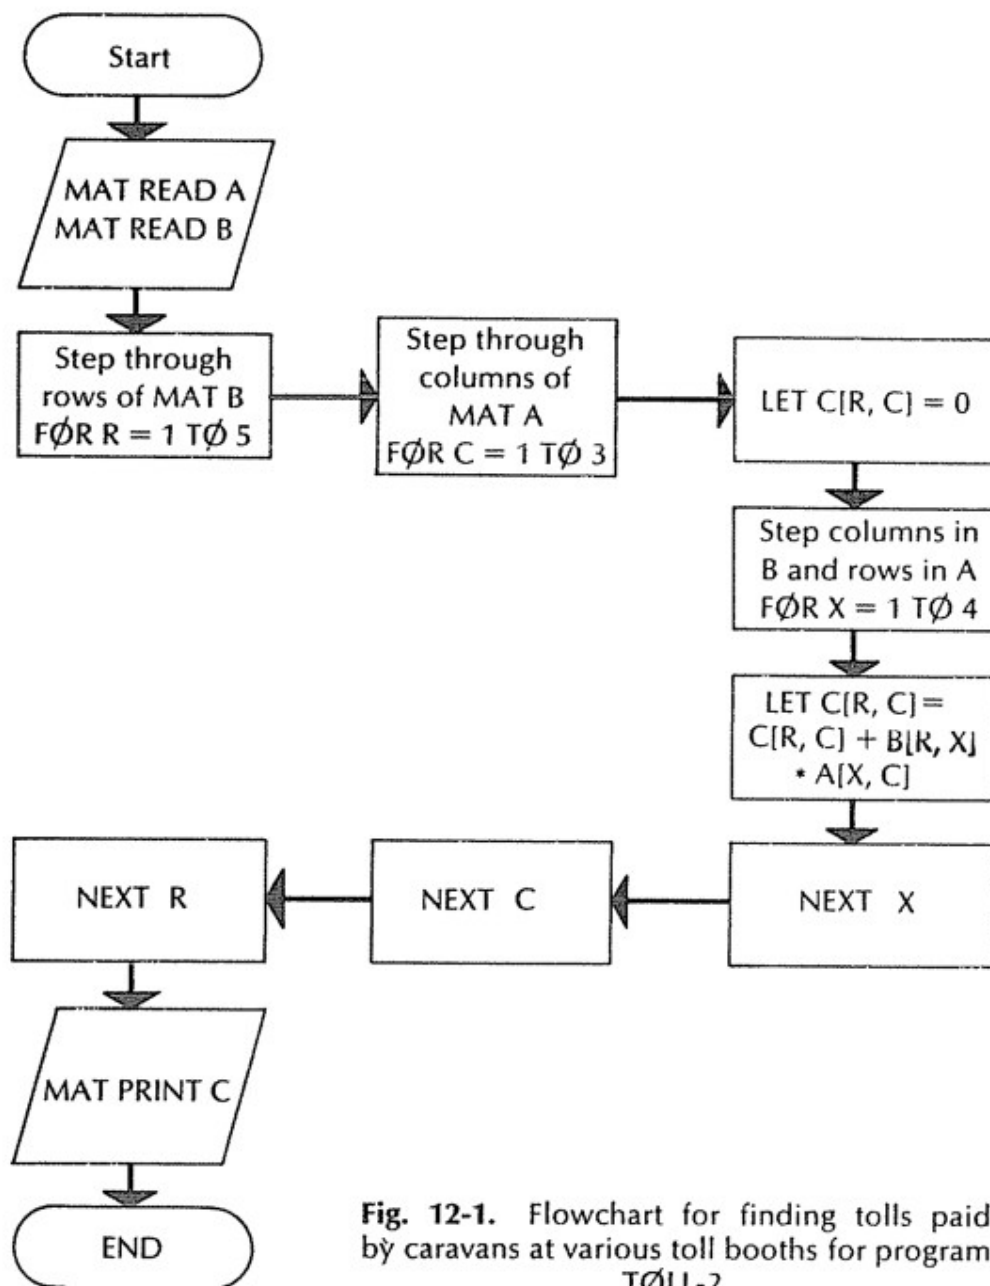 Start
MAT READ A
MAT READ B
Step through
rows of MAT B
FØR R = 1 TØ 5
Step through
columns of
MAT A
FØR C = 1 TØ 3
LET C[R, C] = 0
Step columns in
B and rows in A
FØR X = 1 TØ 4
LET C[R, C] =
C[R, C] + B[R, X]
* A[X, C]
NEXT X
NEXT C
NEXT R
MAT PRINT C
END
Fig. 12-1. Flowchart for finding tolls paid
by caravans at various toll booths for program
TØLL-2